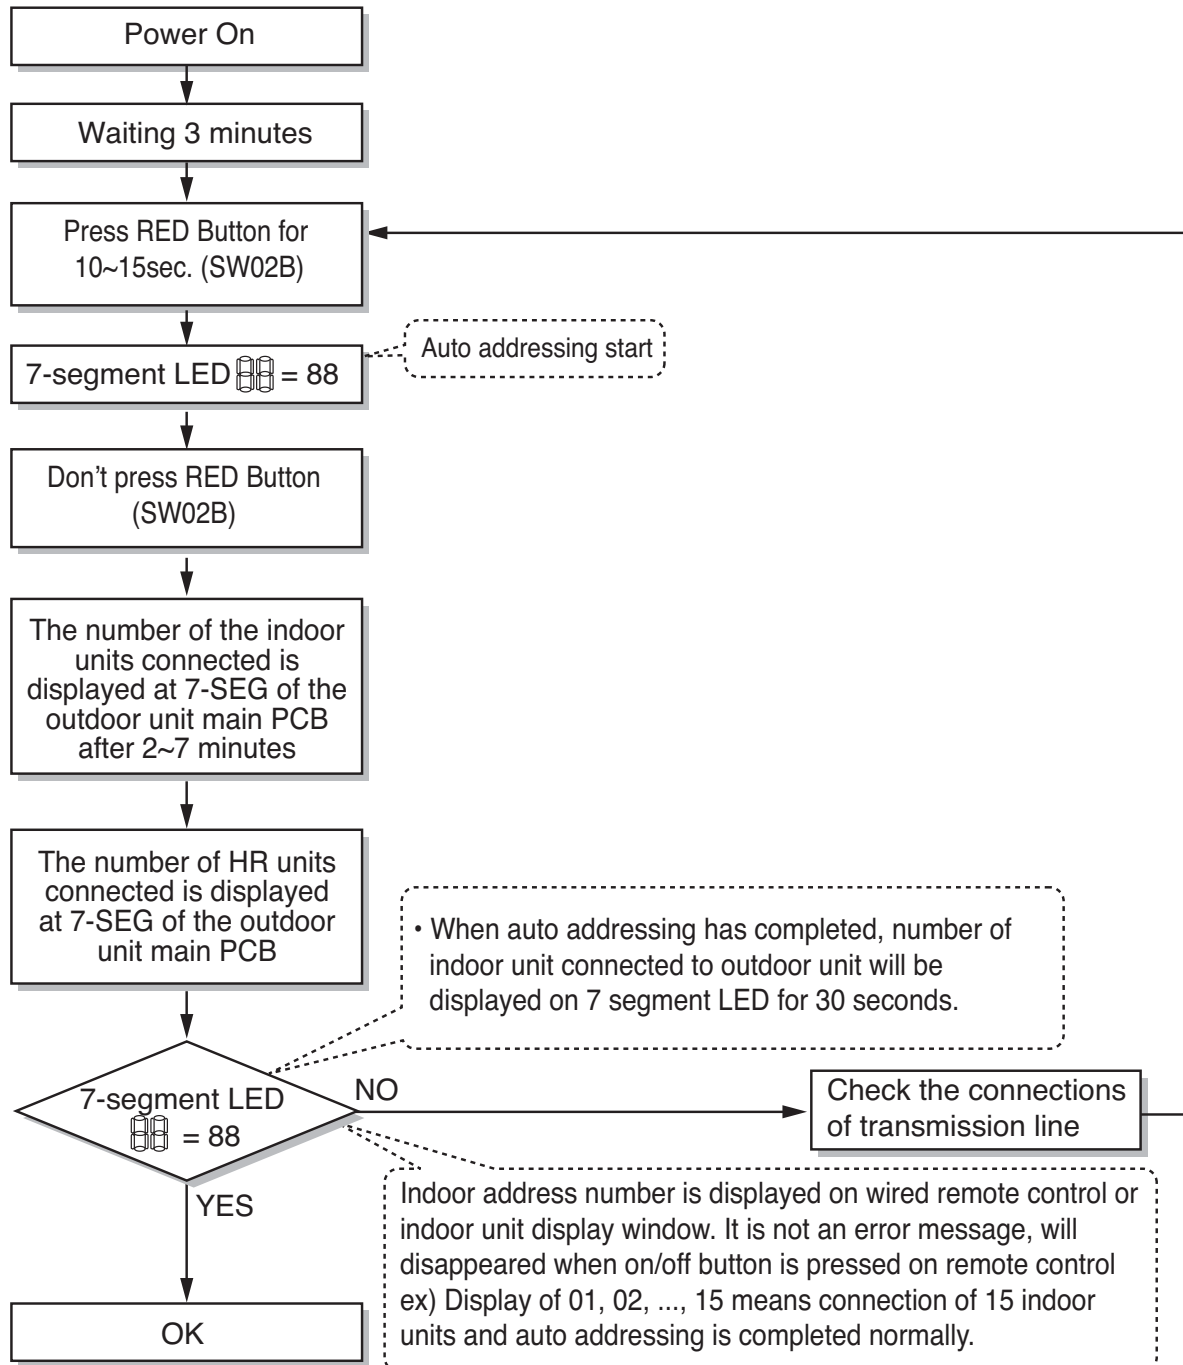 Power On
Waiting 3 minutes
Press RED Button for
10~15sec. (SW02B)
7-segment LED 88 = 88
Auto addressing start
Don't press RED Button
(SW02B)
The number of the indoor
units connected is
displayed at 7-SEG of the
outdoor unit main PCB
after 2~7 minutes
The number of HR units
connected is displayed
at 7-SEG of the outdoor
unit main PCB
• When auto addressing has completed, number of
indoor unit connected to outdoor unit will be
displayed on 7 segment LED for 30 seconds.
7-segment LED
88 = 88
NO
Check the connections
of transmission line
YES
Indoor address number is displayed on wired remote control or
indoor unit display window. It is not an error message, will
disappeared when on/off button is pressed on remote control
ex) Display of 01, 02, ..., 15 means connection of 15 indoor
units and auto addressing is completed normally.
OK